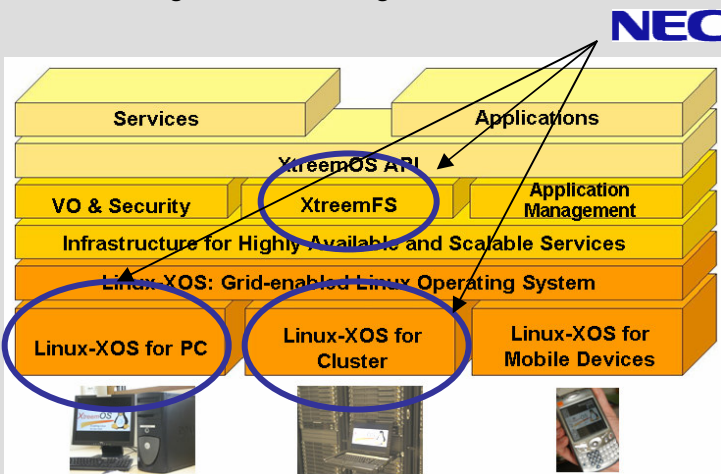 NEC
Services
Applications
XtreemOS API
VO & Security
XtreemFS
Application
Management
Infrastructure for Highly Available and Scalable Services
Linux-XOS: Grid-enabled Linux Operating System
Linux-XOS for PC
Linux-XOS for
Cluster
Linux-XOS for
Mobile Devices
XtreemOS